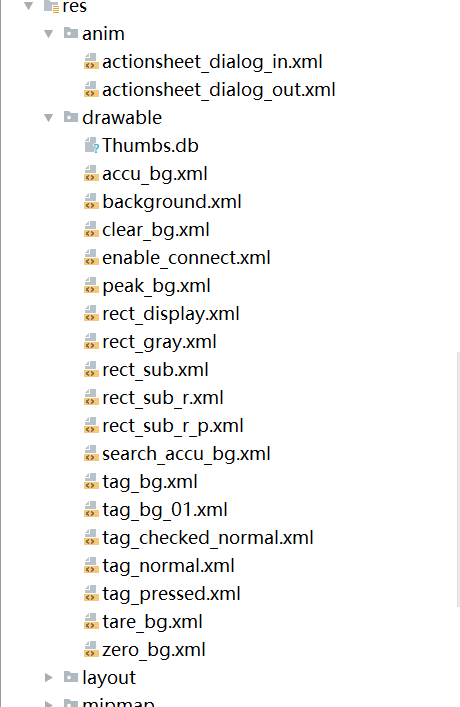 res
anim
actionsheet_dialog_in.xml
actionsheet_dialog_out.xml
drawable
Thumbs.db
accu_bg.xml
background.xml
clear_bg.xml
enable_connect.xml
peak_bg.xml
rect_display.xml
rect_gray.xml
rect_sub.xml
rect_sub_r.xml
rect_sub_r_p.xml
search_accu_bg.xml
tag_bg.xml
tag_bg_01.xml
tag_checked_normal.xml
tag_normal.xml
tag_pressed.xml
tare_bg.xml
zero_bg.xml
layout
mipmap